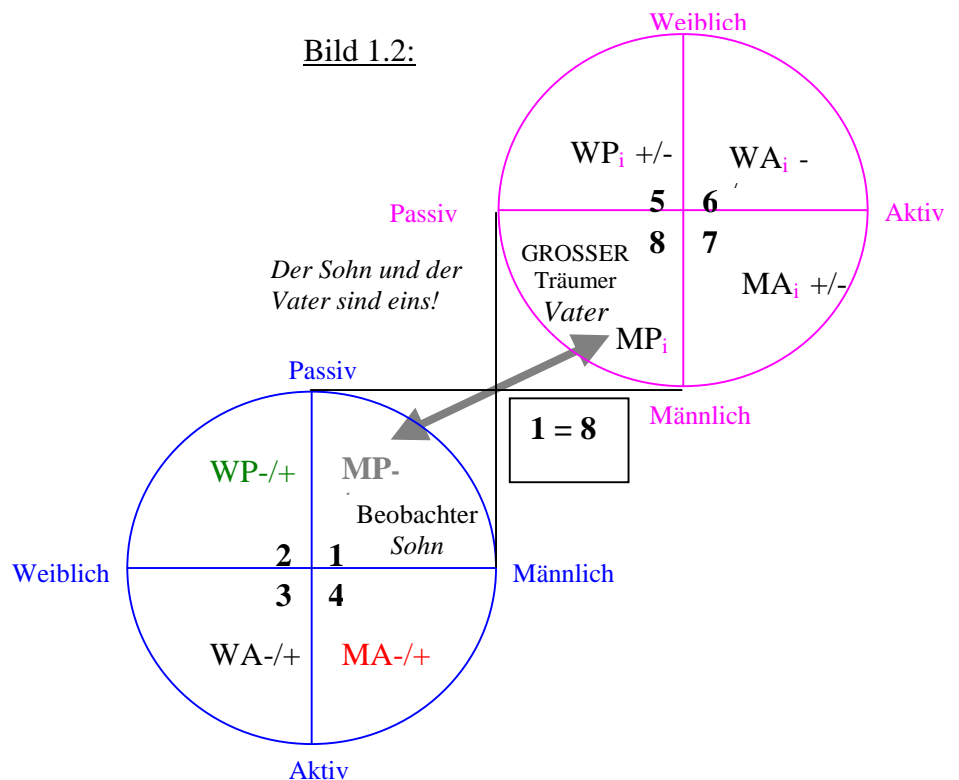 Bild 1.2:
Weiblich
WPi +/-
WAi -
Passiv
5 6
Aktiv
8 7
Der Sohn und der
Vater sind eins!
GROSSER
Träumer
Vater
MAi +/-
MPi
Passiv
Männlich
1 = 8
WP-/+
MP-
Beobachter
Sohn
Weiblich
2 1
Männlich
3 4
WA-/+
MA-/+
Aktiv